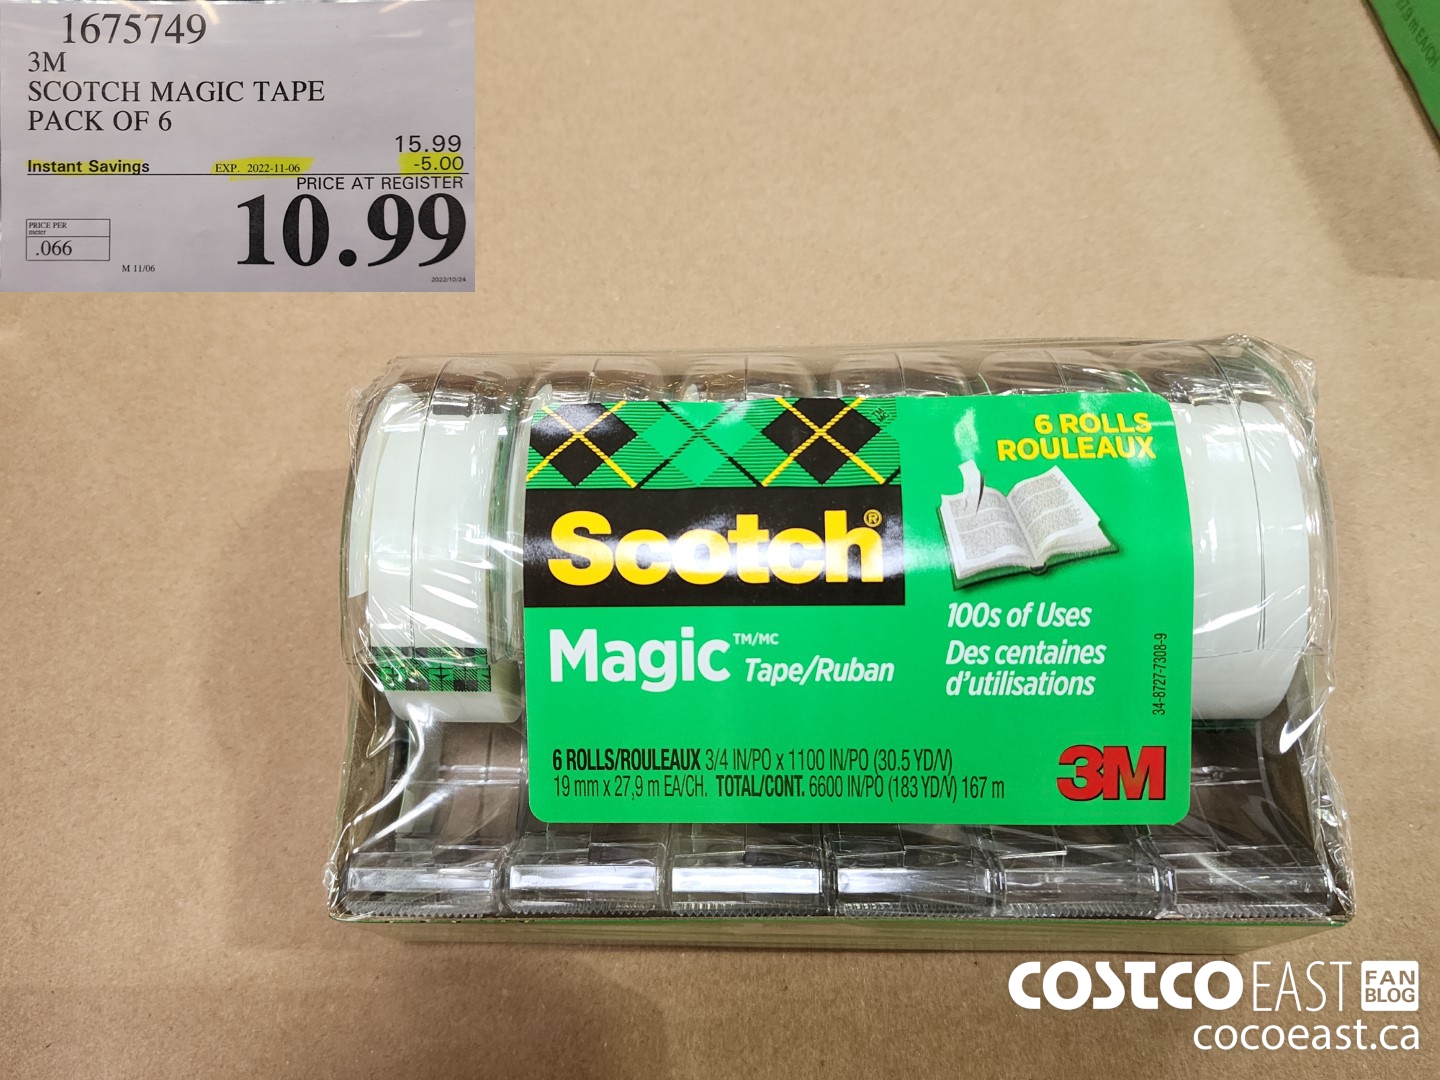 1675749
3M
SCOTCH MAGIC TAPE
PACK OF 6
15.99
Instant Savings EXP. 2022-11-06 -5.00
PRICE AT REGISTER
10.99
PRICE PER
meter
.066
M 11/06
2022/10/24
6 ROLLS
ROULEAUX
Scotch®
Magic™/MC Tape/Ruban
100s of Uses
Des centaines
d'utilisations
34-8727-7308-9
6 ROLLS/ROULEAUX 3/4 IN/PO x 1100 IN/PO (30.5 YD/V)
19 mm x 27,9 m EA/CH. TOTAL/CONT. 6600 IN/PO (183 YD/V) 167 m
3M
COSTCO EAST FAN BLOG
cocoeast.ca